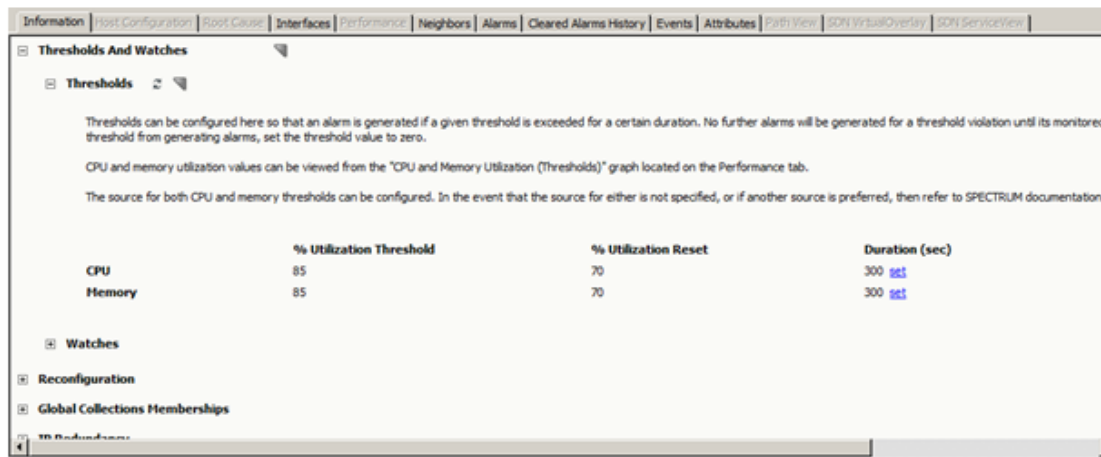 Information Host Configuration Root Cause Interfaces Performance Neighbors Alarms Cleared Alarms History Events Attributes Path View SDN VirtualOverlay SDN ServiceView
Thresholds And Watches
Thresholds
Thresholds can be configured here so that an alarm is generated if a given threshold is exceeded for a certain duration. No further alarms will be generated for a threshold violation until its monitored
threshold from generating alarms, set the threshold value to zero.
CPU and memory utilization values can be viewed from the "CPU and Memory Utilization (Thresholds)" graph located on the Performance tab.
The source for both CPU and memory thresholds can be configured. In the event that the source for either is not specified, or if another source is preferred, then refer to SPECTRUM documentation
% Utilization Threshold % Utilization Reset Duration (sec)
CPU 85 70 300 set
Memory 85 70 300 set
Watches
Reconfiguration
Global Collections Memberships
IP Redundancy